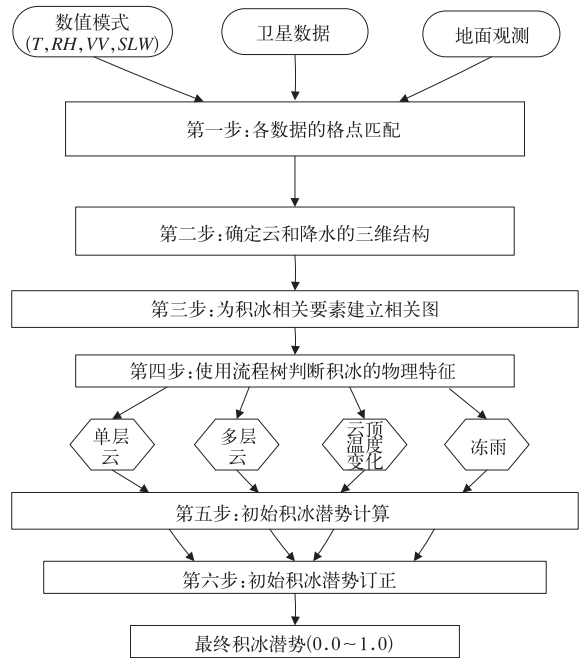 数值模式
(T,RH,VV,SLW)
卫星数据
地面观测
第一步:各数据的格点匹配
第二步:确定云和降水的三维结构
第三步:为积冰相关要素建立相关图
第四步:使用流程树判断积冰的物理特征
单层
云
多层
云
云顶
温度
变化
冻雨
第五步:初始积冰潜势计算
第六步:初始积冰潜势订正
最终积冰潜势(0.0~1.0)